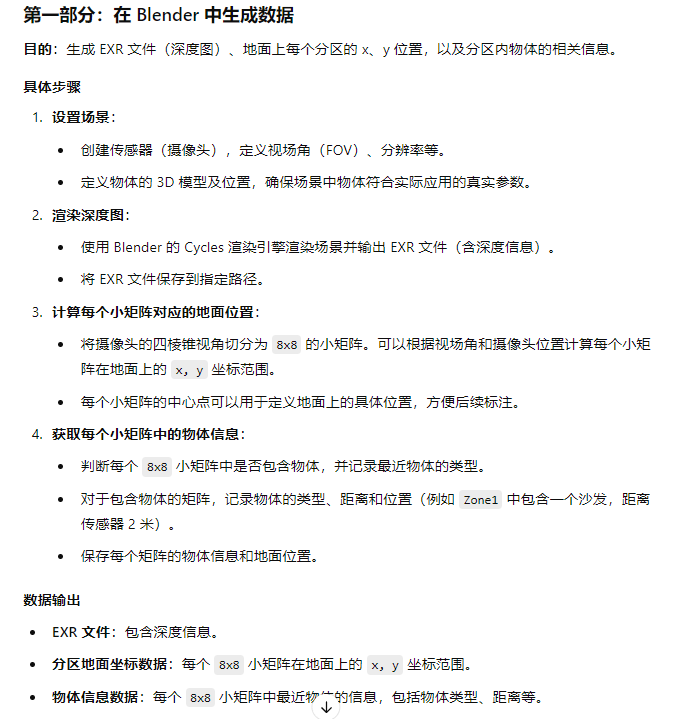 第一部分：在 Blender 中生成数据
目的：生成 EXR 文件（深度图）、地面上每个分区的 x、y 位置，以及分区内物体的相关信息。
具体步骤
1. 设置场景：
• 创建传感器（摄像头），定义视场角（FOV）、分辨率等。
• 定义物体的 3D 模型及位置，确保场景中物体符合实际应用的真实参数。
2. 渲染深度图：
• 使用 Blender 的 Cycles 渲染引擎渲染场景并输出 EXR 文件（含深度信息）。
• 将 EXR 文件保存到指定路径。
3. 计算每个小矩阵对应的地面位置：
• 将摄像头的四棱锥视角切分为 8x8 的小矩阵。可以根据视场角和摄像头位置计算每个小矩
阵在地面上的 x, y 坐标范围。
• 每个小矩阵的中心点可以用于定义地面上的具体位置，方便后续标注。
4. 获取每个小矩阵中的物体信息：
• 判断每个 8x8 小矩阵中是否包含物体，并记录最近物体的类型。
• 对于包含物体的矩阵，记录物体的类型、距离和位置（例如 Zone1 中包含一个沙发，距离
传感器 2 米）。
• 保存每个矩阵的物体信息和地面位置。
数据输出
• EXR 文件：包含深度信息。
• 分区地面坐标数据：每个 8x8 小矩阵在地面上的 x, y 坐标范围。
• 物体信息数据：每个 8x8 小矩阵中最近物体的信息，包括物体类型、距离等。